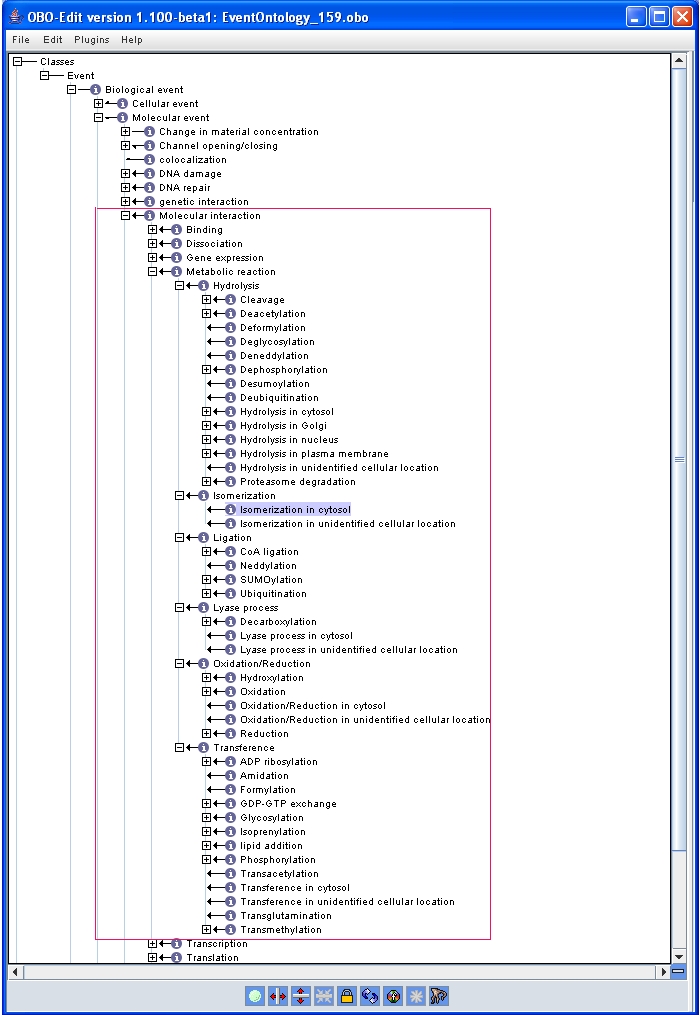 OBO-Edit version 1.100-beta1: EventOntology_159.obo
File Edit Plugins Help
Classes
Event
Biological event
Cellular event
Molecular event
Change in material concentration
Channel opening/closing
colocalization
DNA damage
DNA repair
genetic interaction
Molecular interaction
Binding
Dissociation
Gene expression
Metabolic reaction
Hydrolysis
Cleavage
Deacetylation
Deformylation
Deglycosylation
Deneddylation
Dephosphorylation
Desumoylation
Deubiquitination
Hydrolysis in cytosol
Hydrolysis in Golgi
Hydrolysis in nucleus
Hydrolysis in plasma membrane
Hydrolysis in unidentified cellular location
Proteasome degradation
Isomerization
Isomerization in cytosol
Isomerization in unidentified cellular location
Ligation
CoA ligation
Neddylation
SUMOylation
Ubiquitination
Lyase process
Decarboxylation
Lyase process in cytosol
Lyase process in unidentified cellular location
Oxidation/Reduction
Hydroxylation
Oxidation
Oxidation/Reduction in cytosol
Oxidation/Reduction in unidentified cellular location
Reduction
Transference
ADP ribosylation
Amidation
Formylation
GDP-GTP exchange
Glycosylation
Isoprenylation
lipid addition
Phosphorylation
Transacetylation
Transference in cytosol
Transference in unidentified cellular location
Transglutamination
Transmethylation
Transcription
Translation